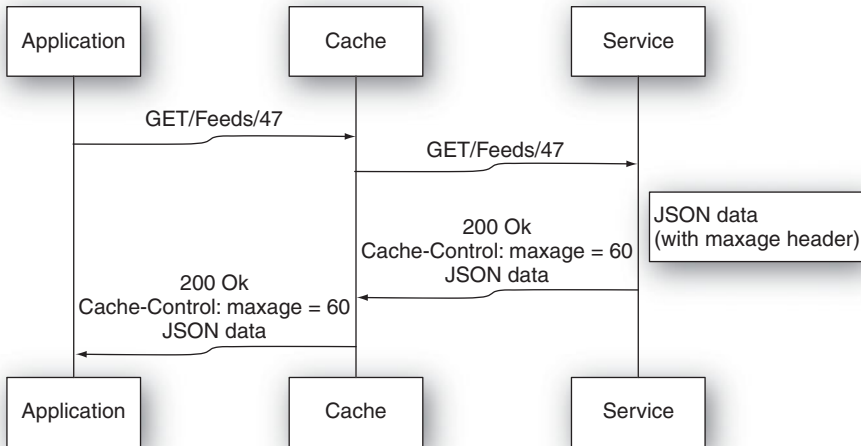 Application
Cache
Service
GET/Feeds/47
GET/Feeds/47
JSON data
(with maxage header)
200 Ok
Cache-Control: maxage = 60
JSON data
200 Ok
Cache-Control: maxage = 60
JSON data
Application
Cache
Service